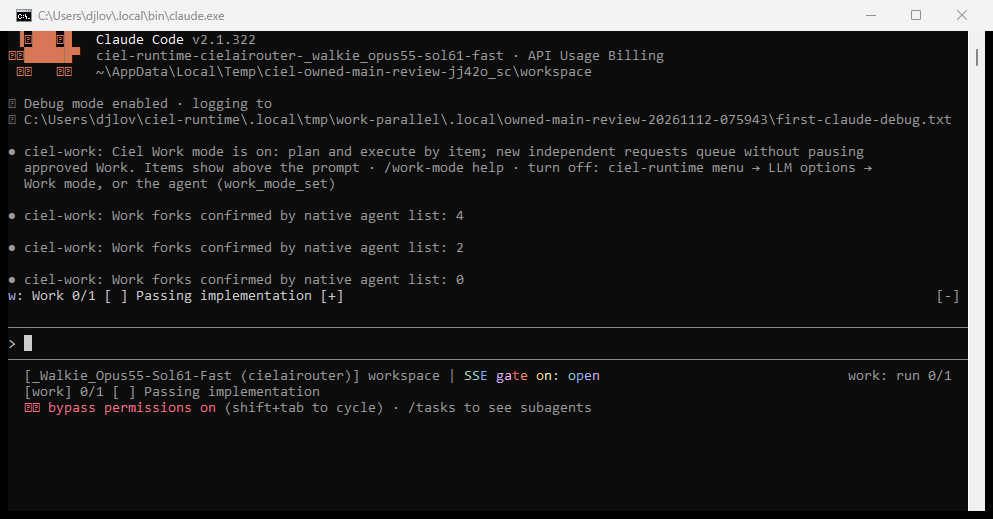 C:\Users\djlov\.local\bin\claude.exe
Claude Code v2.1.322
ciel-runtime-cielairouter-_walkie_opus55-sol61-fast · API Usage Billing
~\AppData\Local\Temp\ciel-owned-main-review-jj42o_sc\workspace
Debug mode enabled · logging to
C:\Users\djlov\ciel-runtime\.local\tmp\work-parallel\.local\owned-main-review-20261112-075943\first-claude-debug.txt
● ciel-work: Ciel Work mode is on: plan and execute by item; new independent requests queue without pausing
approved Work. Items show above the prompt · /work-mode help · turn off: ciel-runtime menu → LLM options →
Work mode, or the agent (work_mode_set)
● ciel-work: Work forks confirmed by native agent list: 4
● ciel-work: Work forks confirmed by native agent list: 2
● ciel-work: Work forks confirmed by native agent list: 0
w: Work 0/1 [ ] Passing implementation [+] [-]
>
[_Walkie_Opus55-Sol61-Fast (cielairouter)] workspace | SSE gate on: open work: run 0/1
[work] 0/1 [ ] Passing implementation
bypass permissions on (shift+tab to cycle) · /tasks to see subagents